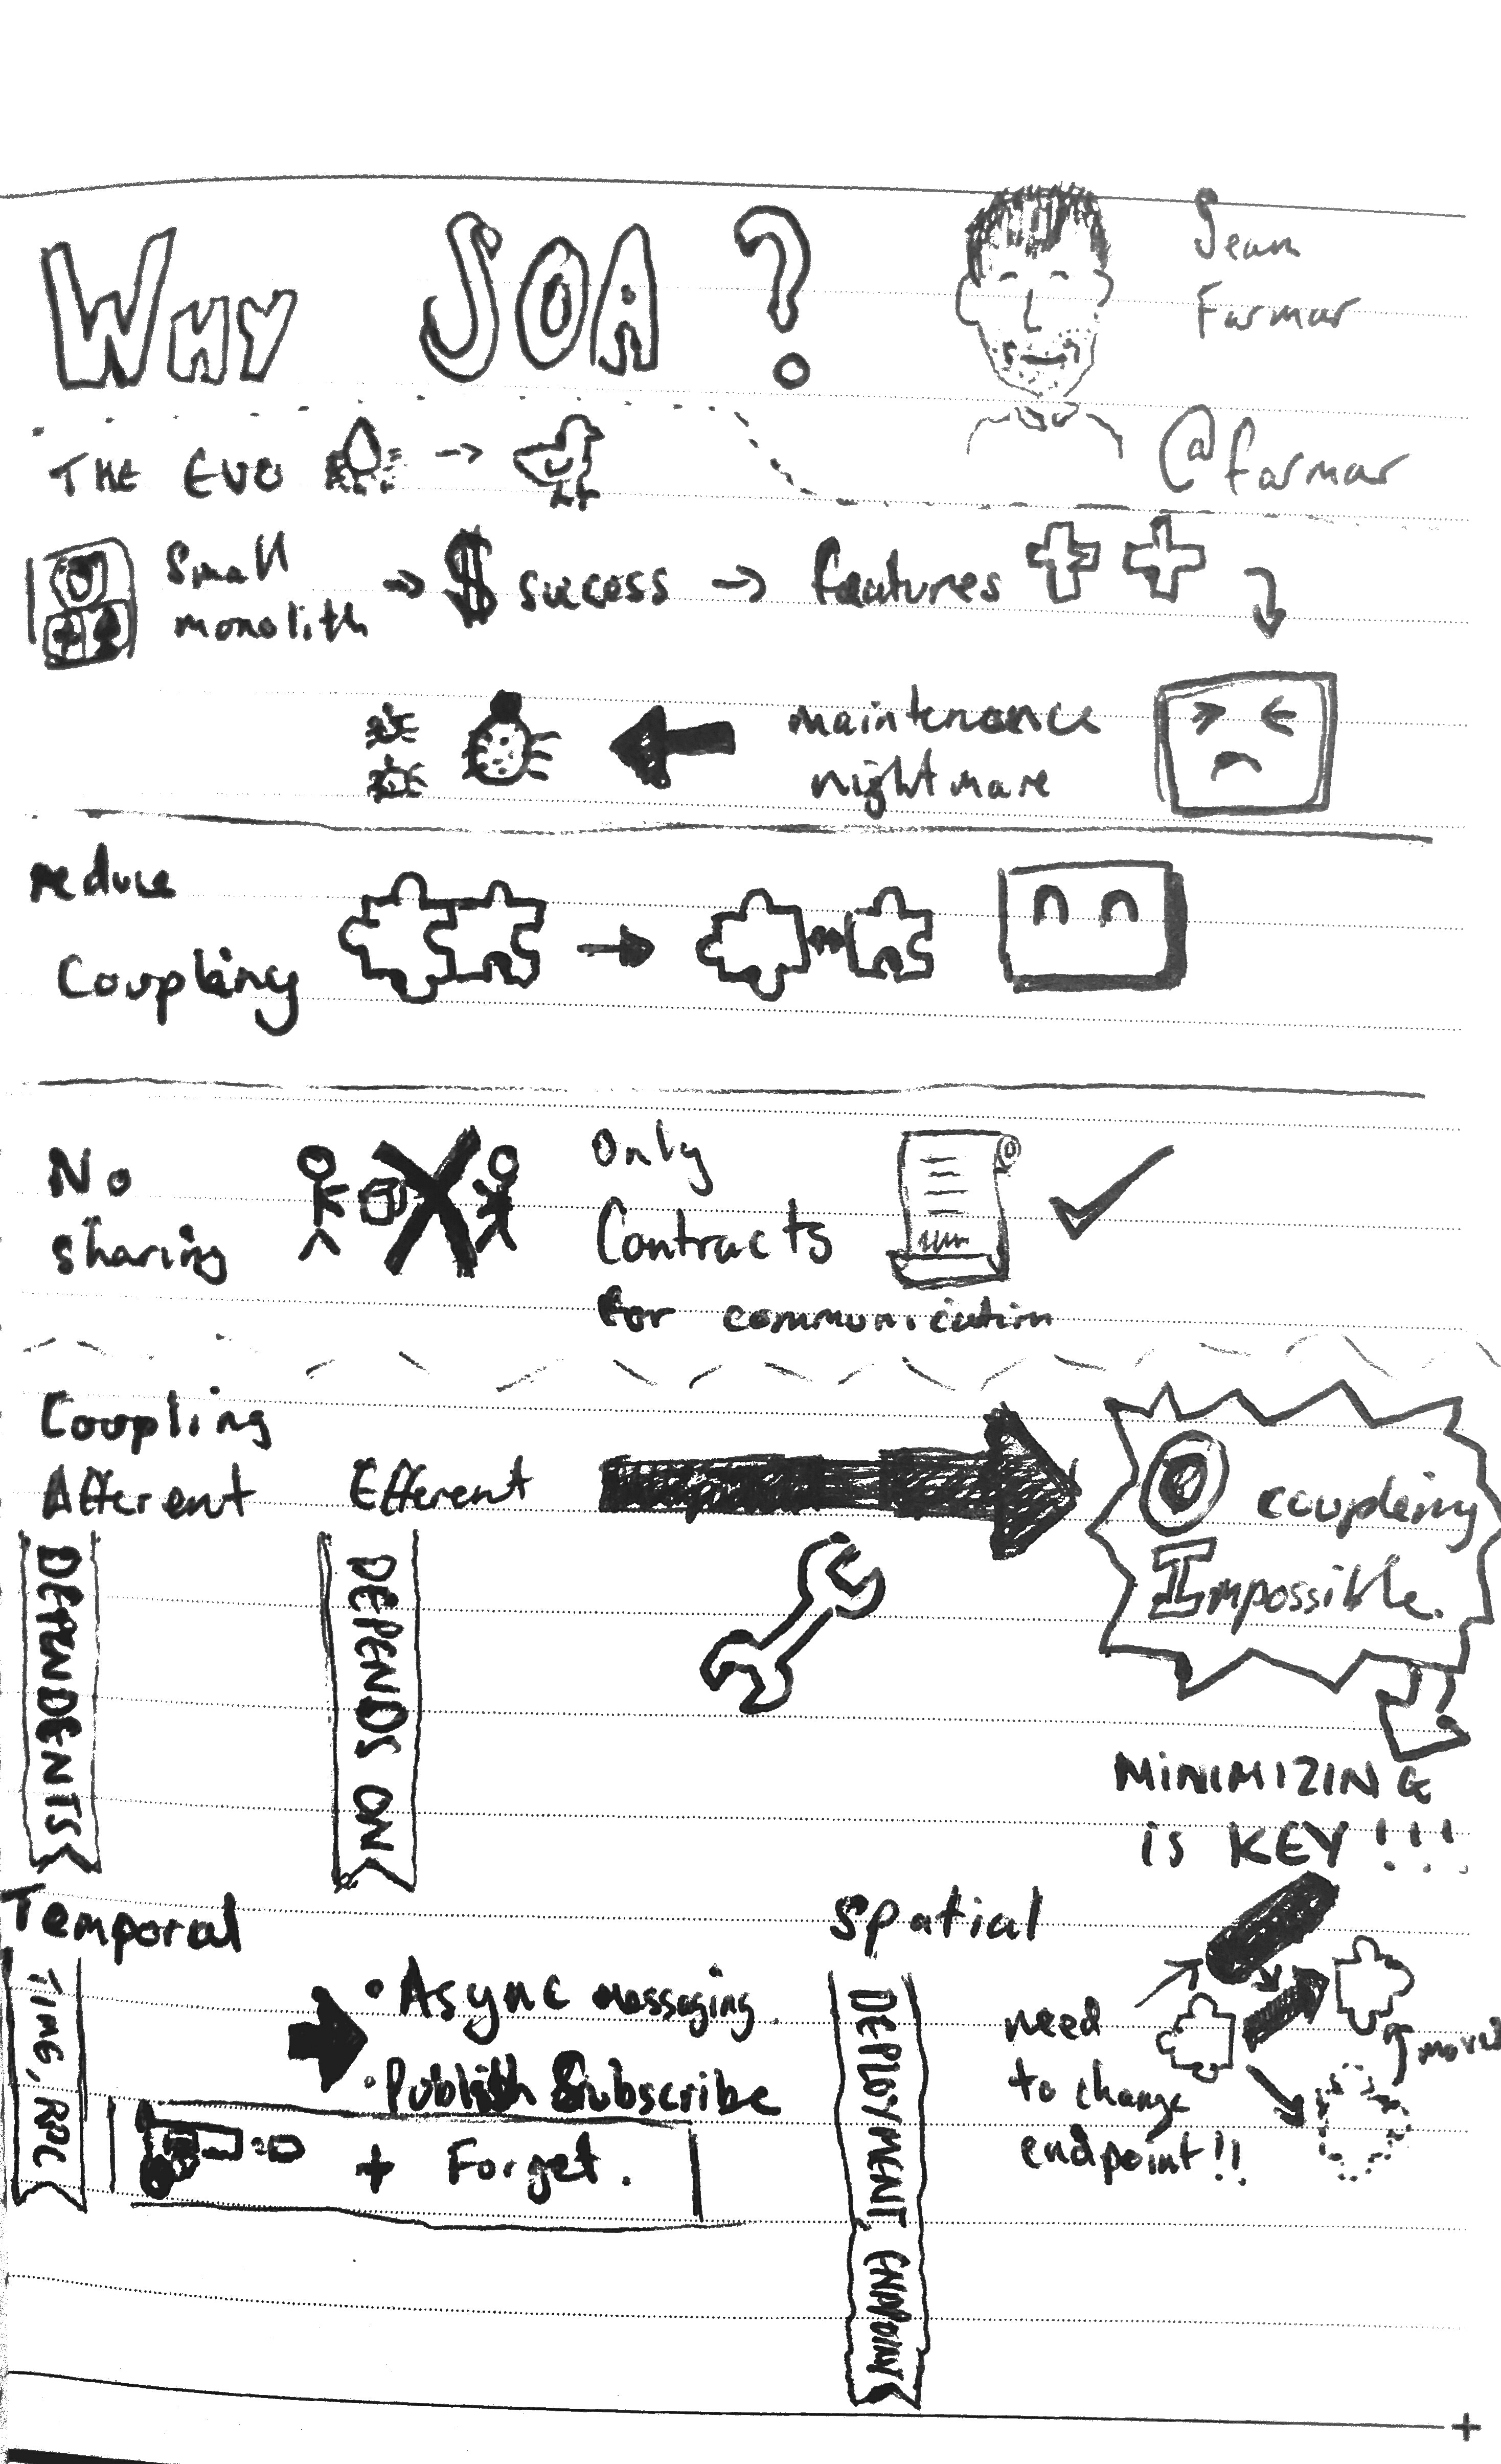 WHY SOA ?
Sean
Farmar
@farmar
THE EVO
Small
monolith
$ success
features
maintenance
nightmare
reduce
Coupling
No
sharing
Only
Contracts
for communication
Coupling
Afferent
Efferent
0 coupleing
Impossible.
DEPENDENTS
DEPENDS ON
MINIMIZING
is KEY!!!
Temporal
TIME, RPC
• Async messaging.
• Publish Subscribe
+ Forget.
Spatial
DEPLOYMENT, ENDPOINT
need
to change
endpoint!!
moved